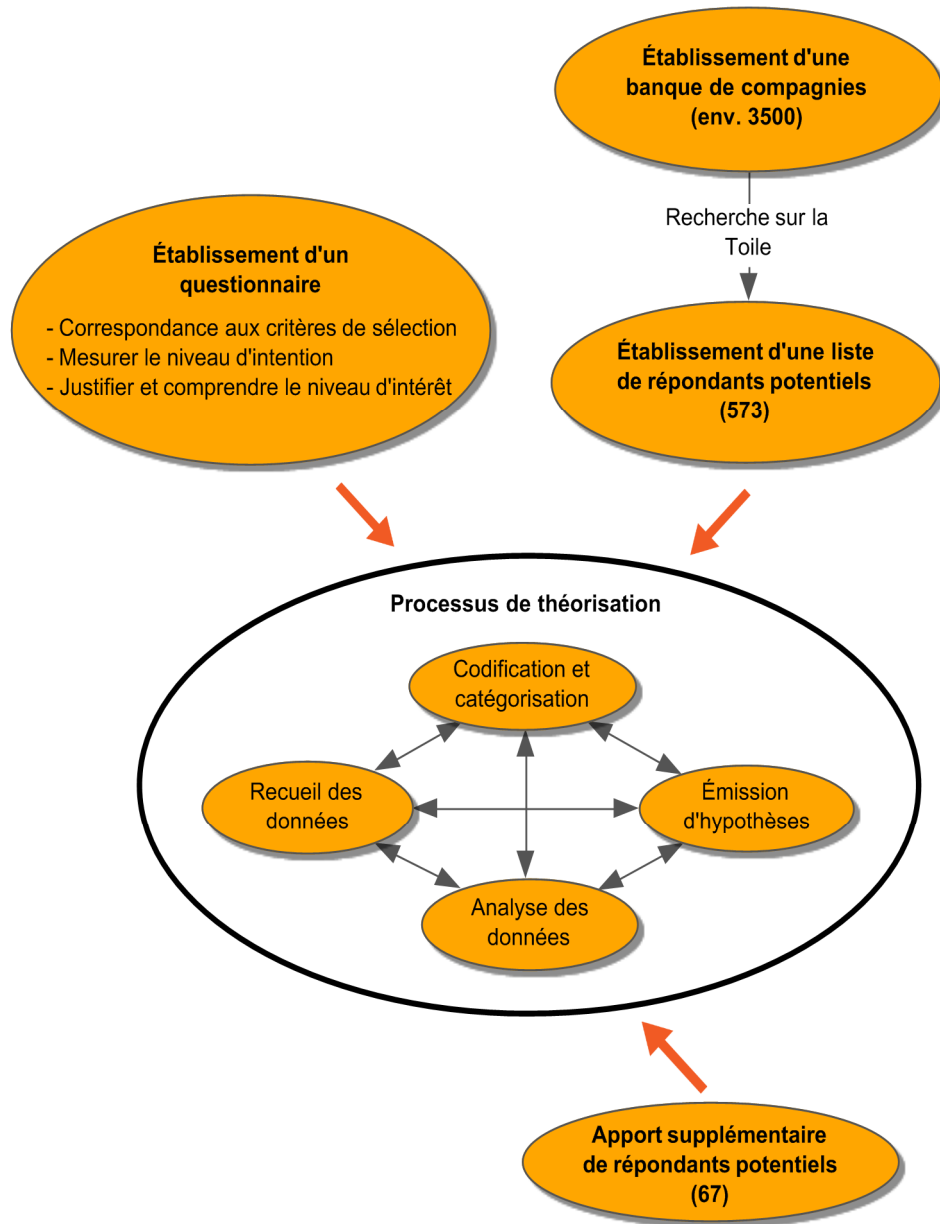 Établissement d'une
banque de compagnies
(env. 3500)
Recherche sur la
Toile
Établissement d'un
questionnaire
- Correspondance aux critères de sélection
- Mesurer le niveau d'intention
- Justifier et comprendre le niveau d'intérêt
Établissement d'une liste
de répondants potentiels
(573)
Processus de théorisation
Codification et
catégorisation
Recueil des
données
Émission
d'hypothèses
Analyse des
données
Apport supplémentaire
de répondants potentiels
(67)